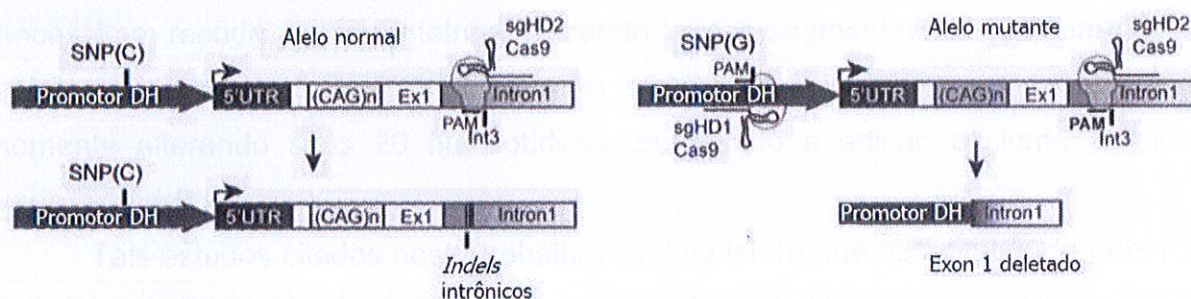 Alelo normal
sgHD2
Cas9
SNP(C)
Promotor DH
5'UTR
(CAG)n
Ex1
Intron1
PAM
Int3
SNP(C)
Promotor DH
5'UTR
(CAG)n
Ex1
Intron1
Indels
intrônicos
Alelo mutante
sgHD2
Cas9
SNP(G)
PAM
Promotor DH
5'UTR
(CAG)n
Ex1
Intron1
sgHD1
Cas9
PAM
Int3
Promotor DH
Intron1
Exon 1 deletado